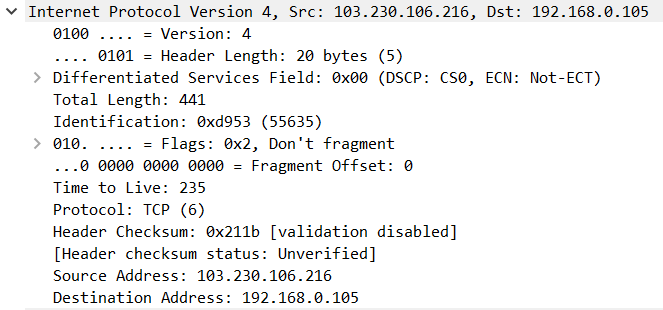 Internet Protocol Version 4, Src: 103.230.106.216, Dst: 192.168.0.105
0100 .... = Version: 4
.... 0101 = Header Length: 20 bytes (5)
Differentiated Services Field: 0x00 (DSCP: CS0, ECN: Not-ECT)
Total Length: 441
Identification: 0xd953 (55635)
010. .... = Flags: 0x2, Don't fragment
...0 0000 0000 0000 = Fragment Offset: 0
Time to Live: 235
Protocol: TCP (6)
Header Checksum: 0x211b [validation disabled]
[Header checksum status: Unverified]
Source Address: 103.230.106.216
Destination Address: 192.168.0.105